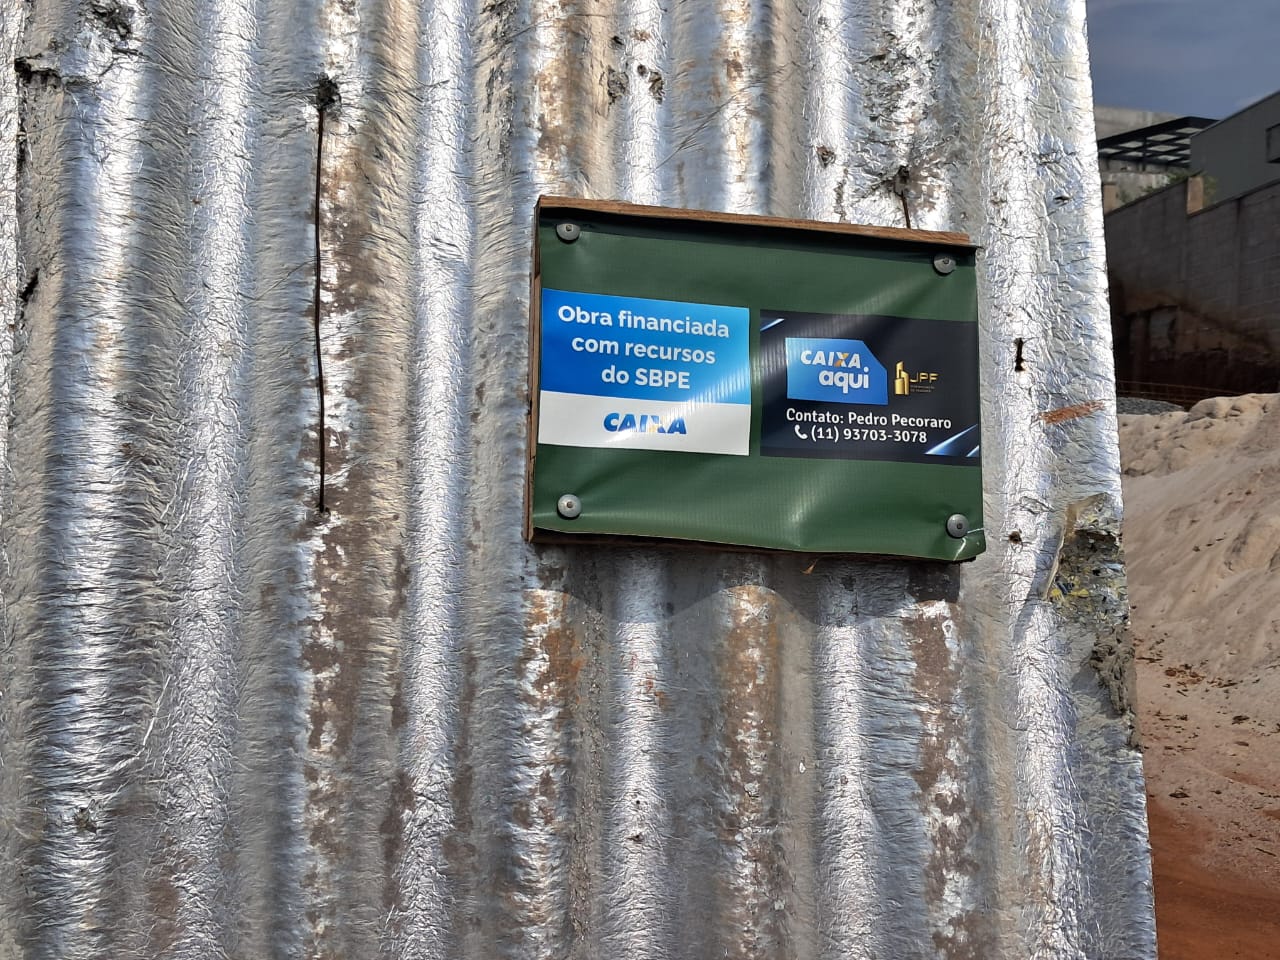 Obra financiada
com recursos
do SBPE
CAIXA
CAIXA
aqui
JPF
Contato: Pedro Pecoraro
(11) 93703-3078